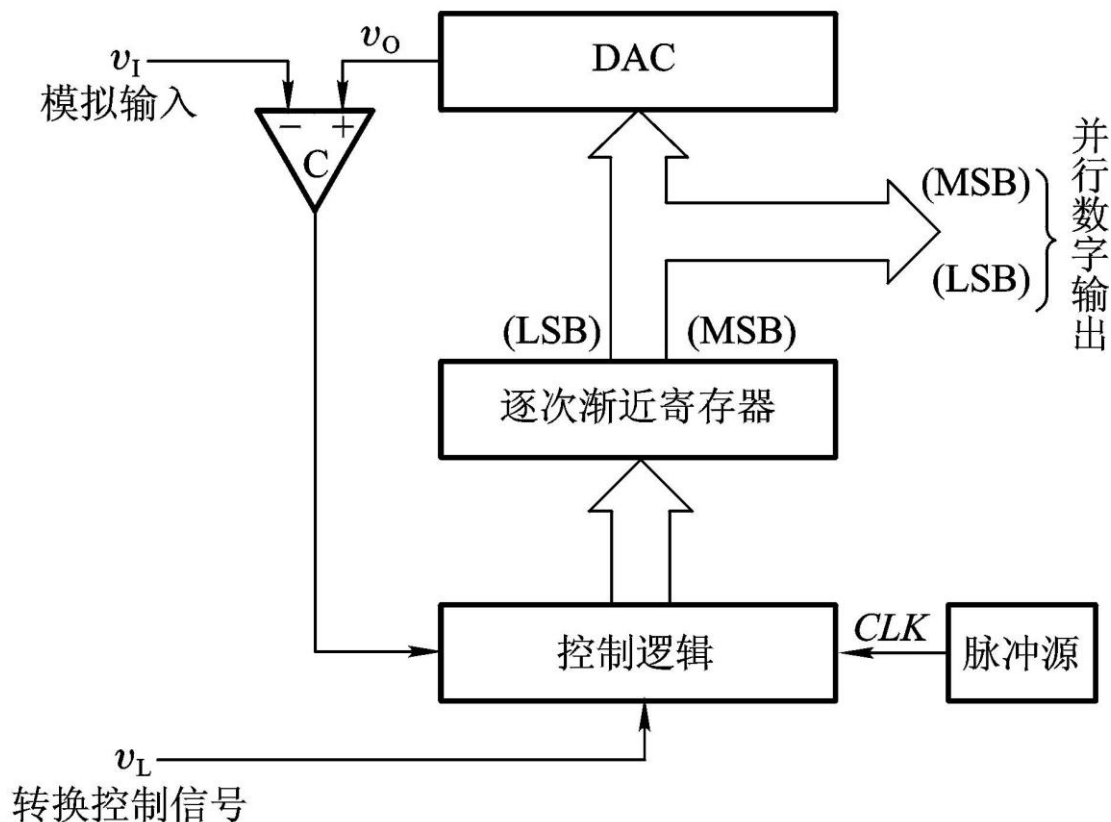 v_O
DAC
v_I
模拟输入
− +
C
(MSB)
(LSB)
并行数字输出
(LSB) (MSB)
逐次渐近寄存器
控制逻辑
CLK
脉冲源
v_L
转换控制信号